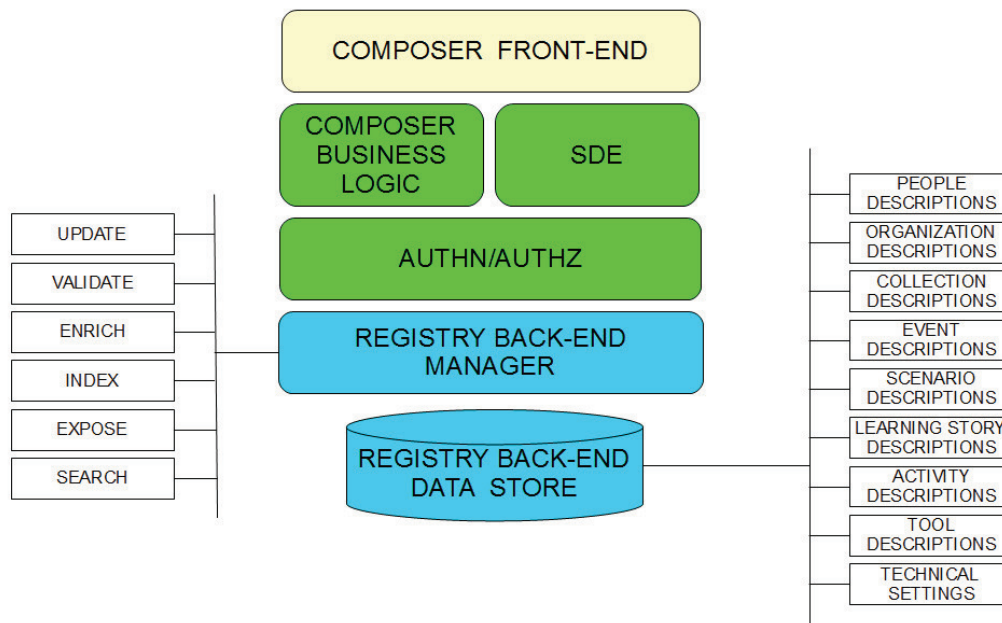 COMPOSER FRONT-END
COMPOSER
BUSINESS
LOGIC
SDE
AUTHN/AUTHZ
REGISTRY BACK-END
MANAGER
REGISTRY BACK-END
DATA STORE
UPDATE
VALIDATE
ENRICH
INDEX
EXPOSE
SEARCH
PEOPLE
DESCRIPTIONS
ORGANIZATION
DESCRIPTIONS
COLLECTION
DESCRIPTIONS
EVENT
DESCRIPTIONS
SCENARIO
DESCRIPTIONS
LEARNING STORY
DESCRIPTIONS
ACTIVITY
DESCRIPTIONS
TOOL
DESCRIPTIONS
TECHNICAL
SETTINGS